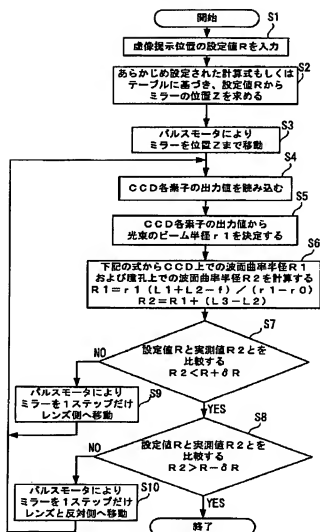 開始
S1
虚像提示位置の設定値Rを入力
S2
あらかじめ設定された計算式もしくは
テーブルに基づき、設定値Rから
ミラーの位置Zを求める
S3
パルスモータにより
ミラーを位置Zまで移動
S4
CCD各素子の出力値を読み込む
S5
CCD各素子の出力値から
光束のビーム半径r1を決定する
S6
下記の式からCCD上での波面曲率半径R1
および瞳孔上での波面曲率半径R2を計算する
R1=r1(L1+L2-f)/(r1-r0)
R2=R1+(L3-L2)
S7
設定値Rと実測値R2とを
比較する
R2<R+δR
NO
YES
S9
パルスモータにより
ミラーを1ステップだけ
レンズ側へ移動
S8
設定値Rと実測値R2とを
比較する
R2>R-δR
NO
YES
S10
パルスモータにより
ミラーを1ステップだけ
レンズと反対側へ移動
終了